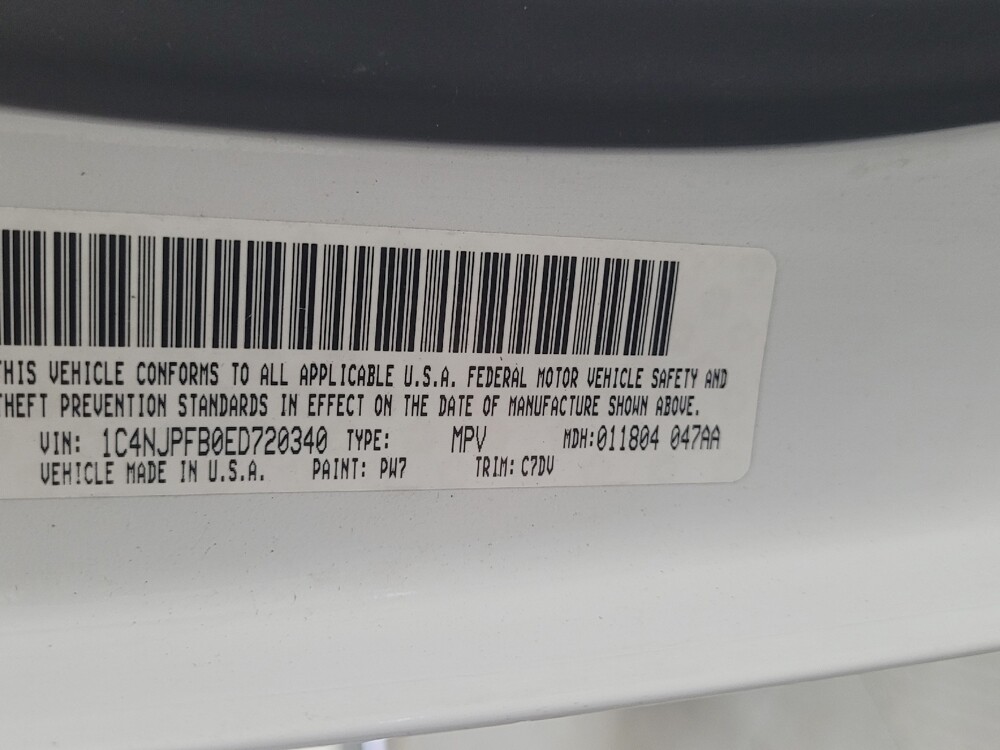 THIS VEHICLE CONFORMS TO ALL APPLICABLE U.S.A. FEDERAL MOTOR VEHICLE SAFETY AND
THEFT PREVENTION STANDARDS IN EFFECT ON THE DATE OF MANUFACTURE SHOWN ABOVE.
VIN: 1C4NJPFB0ED720340 TYPE: MPV MDH:011804 047AA
VEHICLE MADE IN U.S.A. PAINT: PW7 TRIM: C7DV